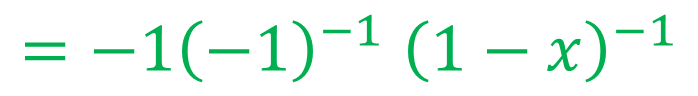 = −1(−1)⁻¹ (1 − 𝑥)⁻¹